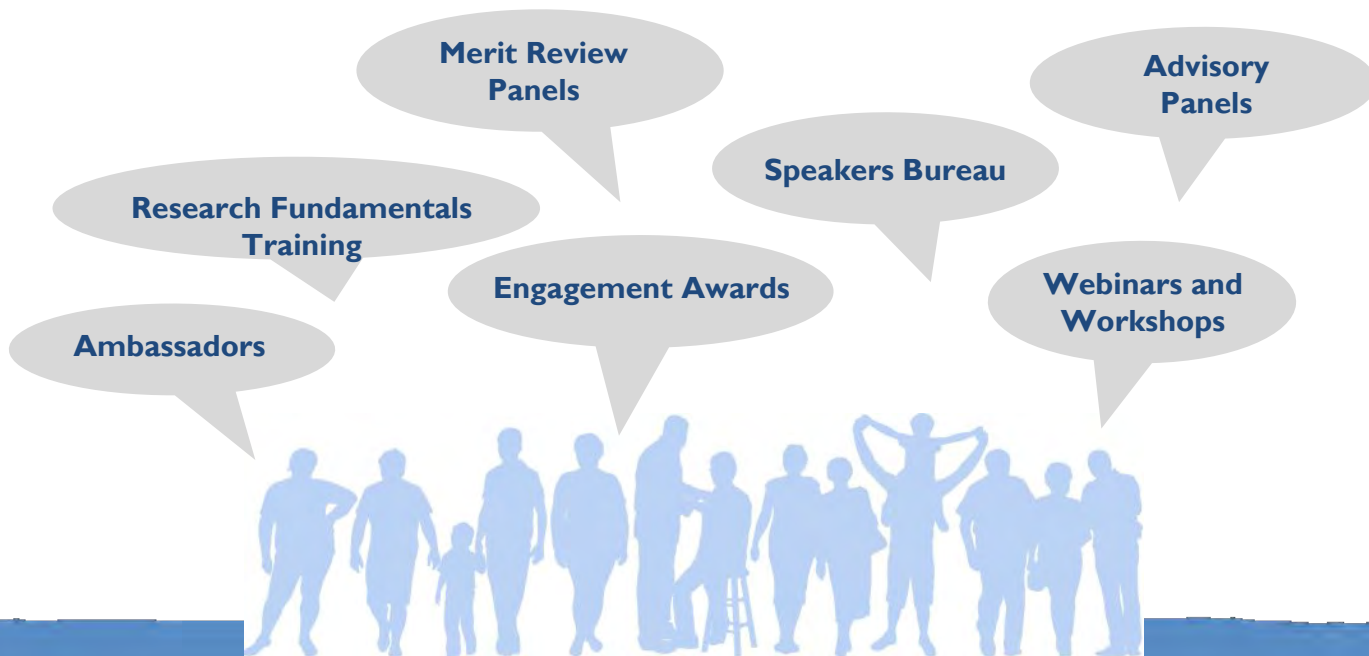 Merit Review
Panels
Advisory
Panels
Speakers Bureau
Research Fundamentals
Training
Engagement Awards
Webinars and
Workshops
Ambassadors